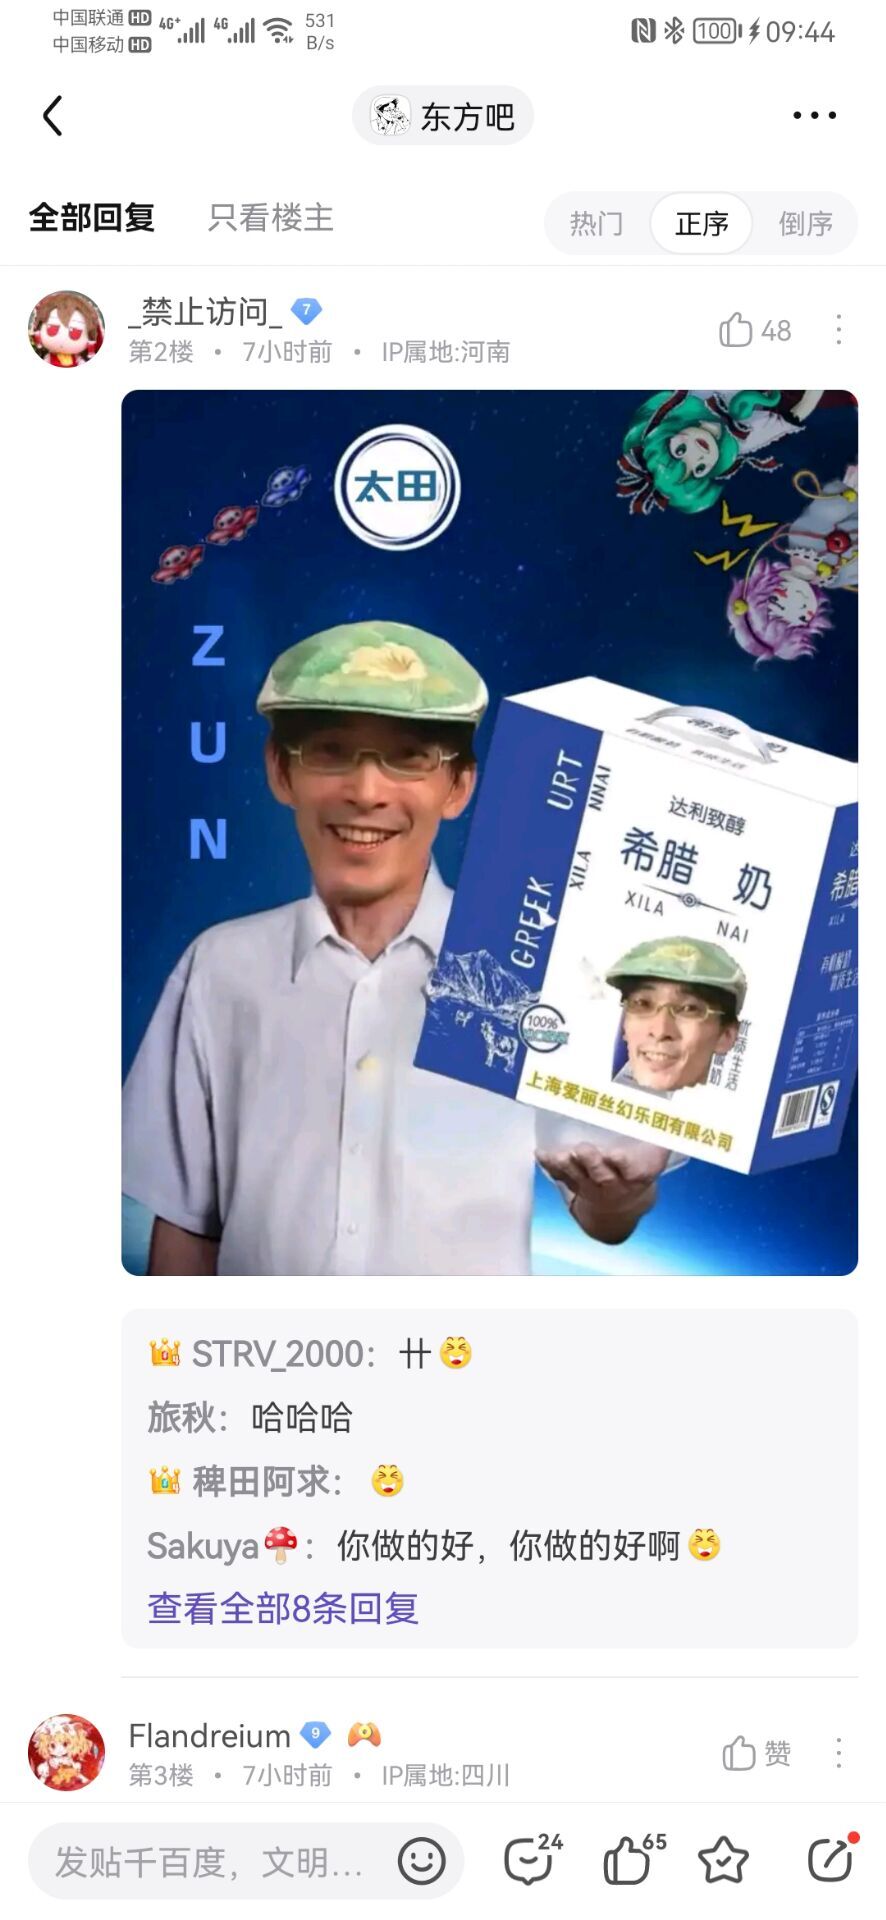 中国联通 HD 4G+ 4G 531 B/s
中国移动 HD
100 09:44
东方吧
全部回复 只看楼主 热门 正序 倒序
_禁止访问_ 7
第2楼 • 7小时前 • IP属地:河南
48
太田
ZUN
GREEK URT
XILA NNAI
达利致醇
希腊 奶
XILA NAI
100%
质生活
上海爱丽丝幻乐团有限公司
希腊
STRV_2000: 卄
旅秋: 哈哈哈
稗田阿求:
Sakuya: 你做的好，你做的好啊
查看全部8条回复
Flandreium 9
第3楼 • 7小时前 • IP属地:四川
赞
发贴千百度，文明... 24 65